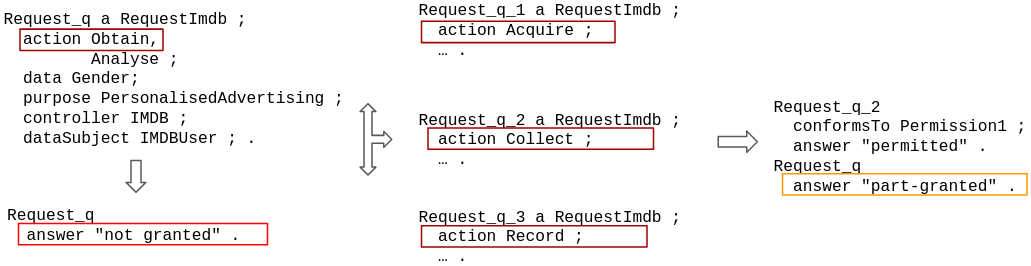 Request_q a RequestImdb ;
action Obtain,
Analyse ;
data Gender;
purpose PersonalisedAdvertising ;
controller IMDB ;
dataSubject IMDBUser ; .
Request_q
answer "not granted" .
Request_q_1 a RequestImdb ;
action Acquire ;
… .
Request_q_2 a RequestImdb ;
action Collect ;
… .
Request_q_3 a RequestImdb ;
action Record ;
… .
Request_q_2
conformsTo Permission1 ;
answer "permitted" .
Request_q
answer "part-granted" .